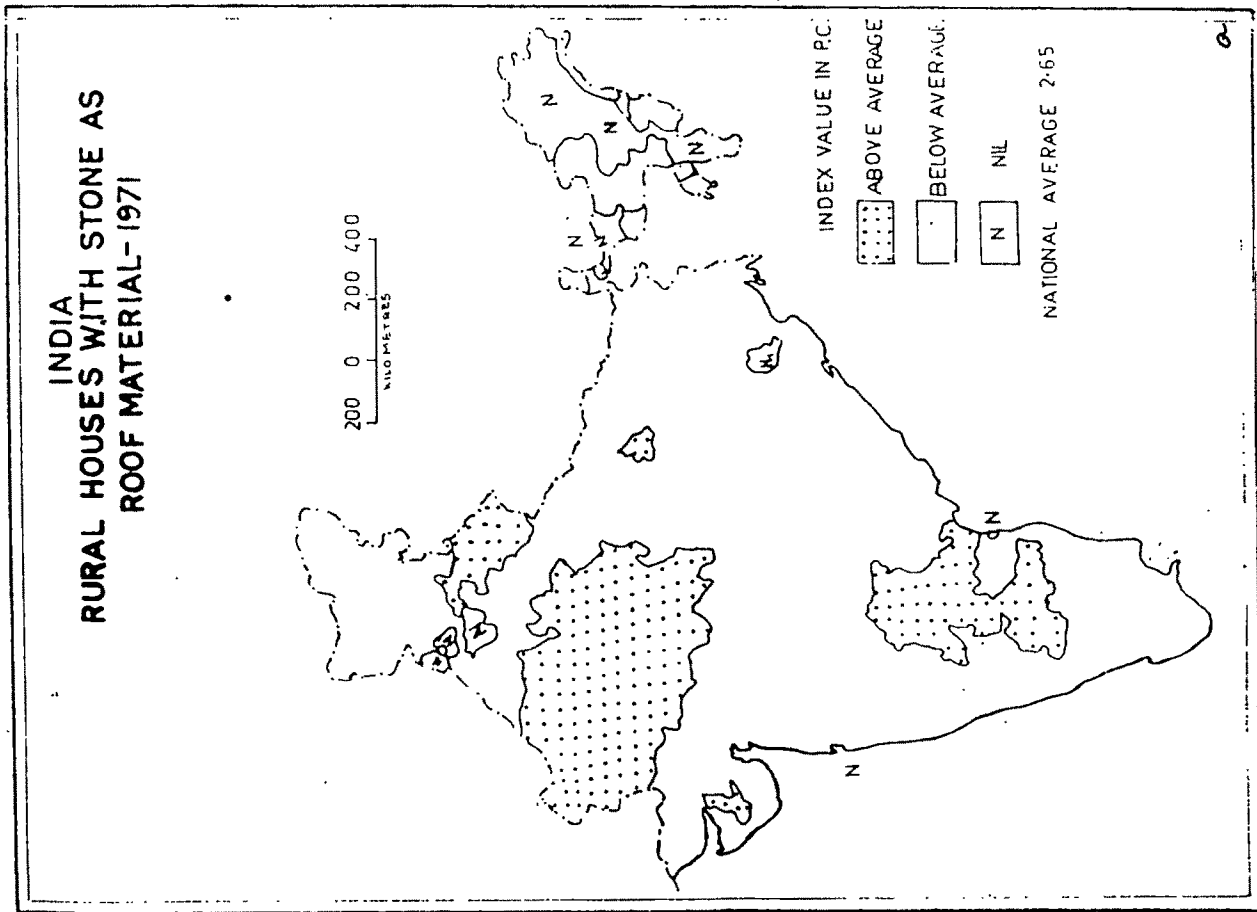 INDIA
RURAL HOUSES WITH STONE AS
ROOF MATERIAL-1971
200 0 200 400
KILOMETRES
N
N
N
N
N
N
N
N
N
N
N
INDEX VALUE IN P.C.
ABOVE AVERAGE
BELOW AVERAGE
N NIL
NATIONAL AVERAGE 2·65
a